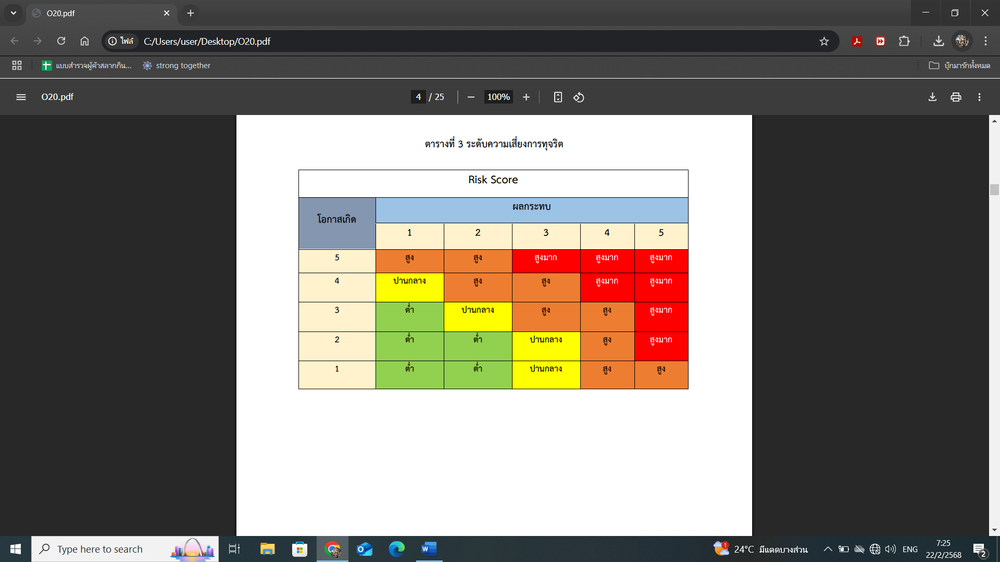 O20.pdf
ไฟล์ C:/Users/user/Desktop/O20.pdf
แบบสำรวจผู้ค้าสลากกิน... strong together บุ๊กมาร์กทั้งหมด
O20.pdf 4 / 25 100%
ตารางที่ 3 ระดับความเสี่ยงการทุจริต
Risk Score
โอกาสเกิด ผลกระทบ
1 2 3 4 5
5 สูง สูง สูงมาก สูงมาก สูงมาก
4 ปานกลาง สูง สูง สูงมาก สูงมาก
3 ต่ำ ปานกลาง สูง สูง สูงมาก
2 ต่ำ ต่ำ ปานกลาง สูง สูงมาก
1 ต่ำ ต่ำ ปานกลาง สูง สูง
Type here to search 1 24°C มีแดดบางส่วน ENG 7:25
22/2/2568 2